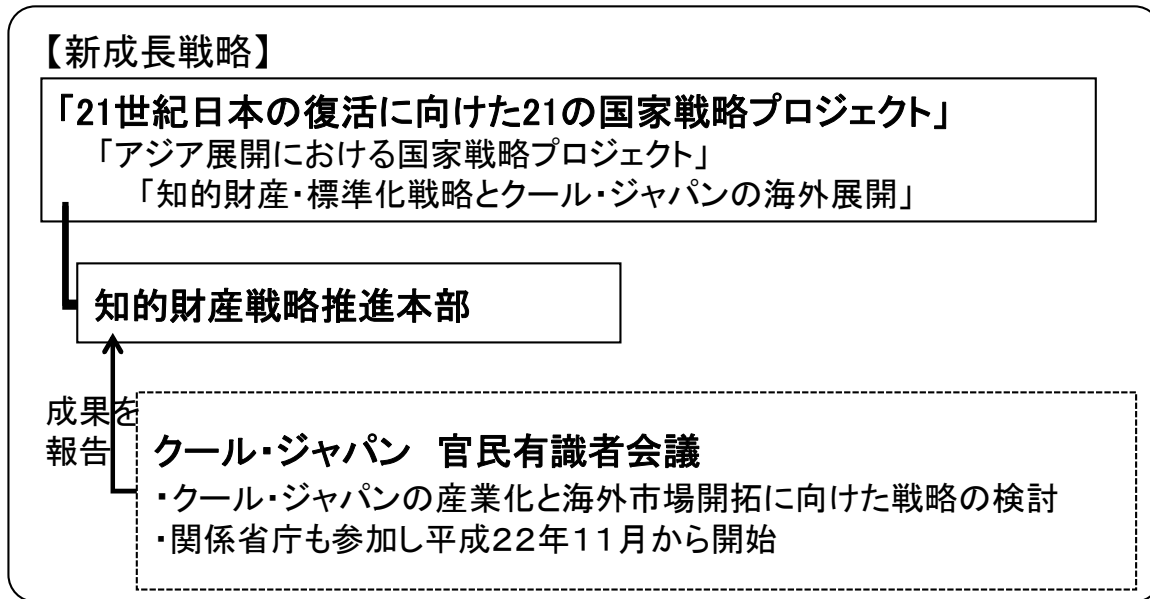 【新成長戦略】
「21世紀日本の復活に向けた21の国家戦略プロジェクト」
「アジア展開における国家戦略プロジェクト」
「知的財産・標準化戦略とクール・ジャパンの海外展開」
知的財産戦略推進本部
成果を
報告
クール・ジャパン　官民有識者会議
・クール・ジャパンの産業化と海外市場開拓に向けた戦略の検討
・関係省庁も参加し平成２２年１１月から開始